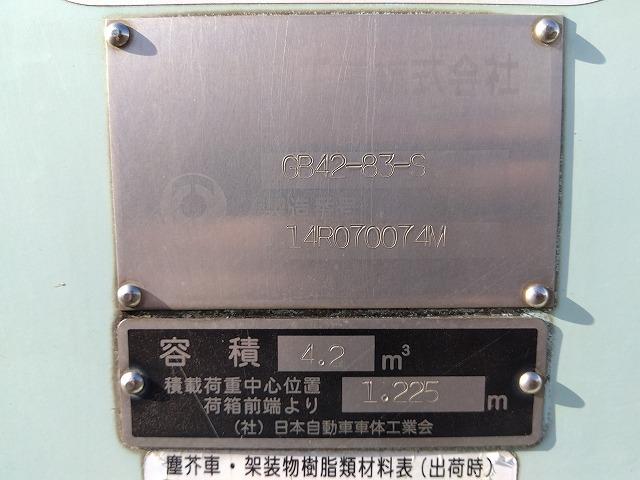 GB42-83-S
14R070074M
容 積 4.2 m³
積載荷重中心位置
荷箱前端より 1.225 m
(社)日本自動車車体工業会
塵芥車・架装物樹脂類材料表(出荷時)